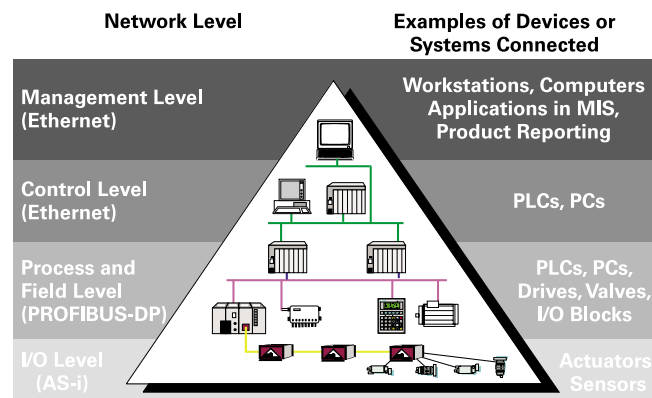 Network Level
Examples of Devices or
Systems Connected
Management Level
(Ethernet)
Workstations, Computers
Applications in MIS,
Product Reporting
Control Level
(Ethernet)
PLCs, PCs
Process and
Field Level
(PROFIBUS-DP)
PLCs, PCs,
Drives, Valves,
I/O Blocks
I/O Level
(AS-i)
Actuators
Sensors